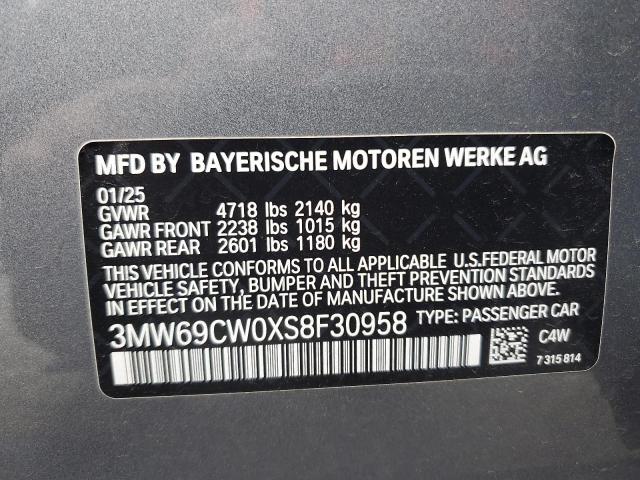 MFD BY BAYERISCHE MOTOREN WERKE AG
01/25
GVWR 4718 lbs 2140 kg
GAWR FRONT 2238 lbs 1015 kg
GAWR REAR 2601 lbs 1180 kg
THIS VEHICLE CONFORMS TO ALL APPLICABLE U.S.FEDERAL MOTOR
VEHICLE SAFETY, BUMPER AND THEFT PREVENTION STANDARDS
IN EFFECT ON THE DATE OF MANUFACTURE SHOWN ABOVE.
3MW69CW0XS8F30958 TYPE: PASSENGER CAR
C4W
7 315 814